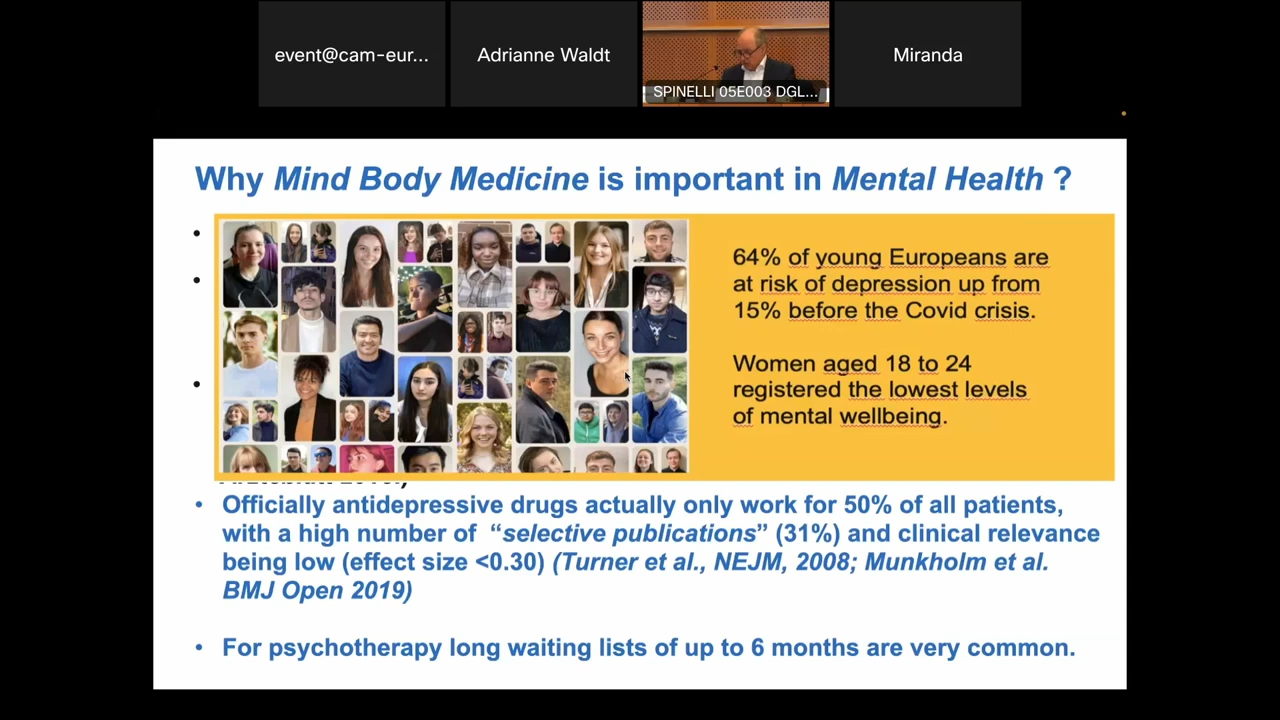 event@cam-eur...
Adrianne Waldt
SPINELLI 05E003 DGL...
Miranda
Why Mind Body Medicine is important in Mental Health ?
64% of young Europeans are
at risk of depression up from
15% before the Covid crisis.
Women aged 18 to 24
registered the lowest levels
of mental wellbeing.
• Officially antidepressive drugs actually only work for 50% of all patients,
with a high number of “selective publications” (31%) and clinical relevance
being low (effect size <0.30) (Turner et al., NEJM, 2008; Munkholm et al.
BMJ Open 2019)
• For psychotherapy long waiting lists of up to 6 months are very common.